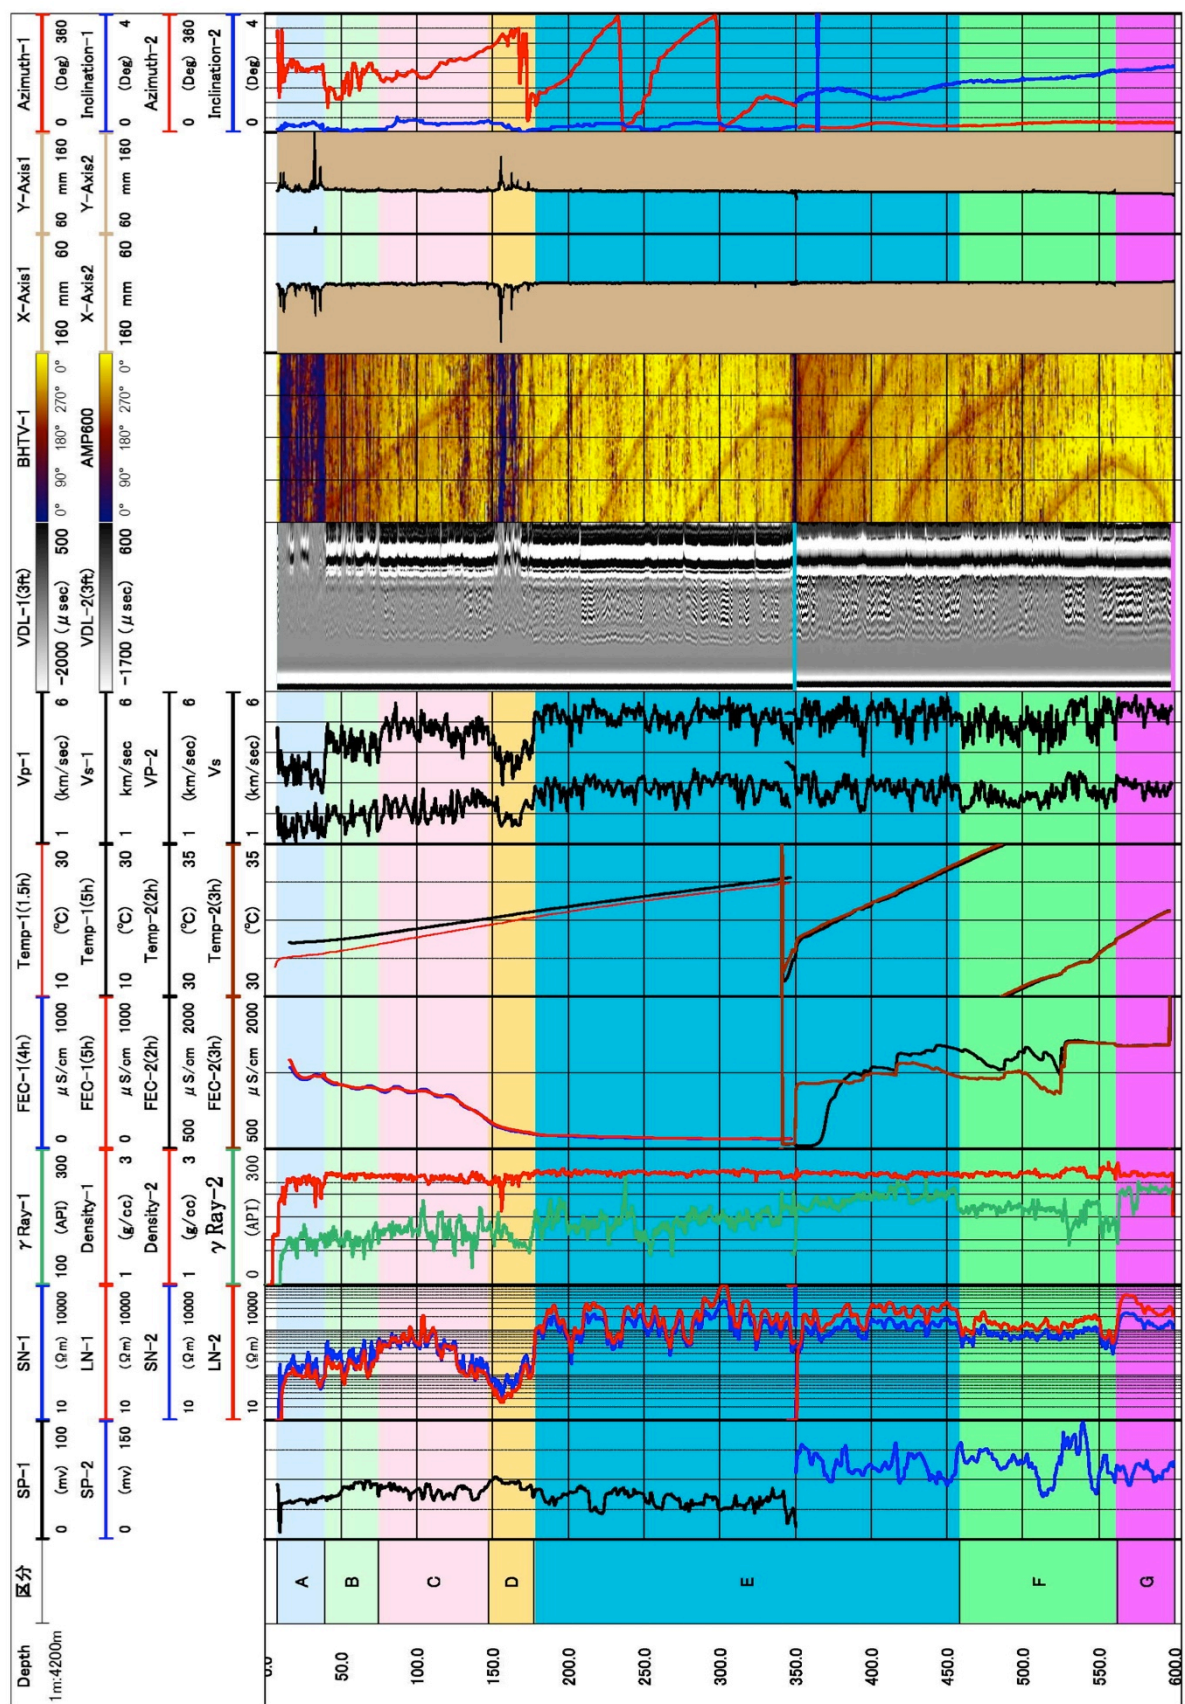 Depth
1m:4200m
区分
SP-1
0 (mv) 100
SP-2
0 (mv) 150
SN-1
10 (Ωm) 10000
LN-1
10 (Ωm) 10000
SN-2
10 (Ωm) 10000
LN-2
10 10000
γ Ray-1
100 (API) 300
Density-1
1 (g/cc) 3
Density-2
1 (g/cc) 3
γ Ray-2
0 (API) 300
FEC-1(4h)
0 μS/cm 1000
FEC-1(5h)
0 μS/cm 1000
FEC-2(2h)
500 μS/cm 2000
FEC-2(3h)
500 μS/cm 2000
Temp-1(1.5h)
10 (℃) 30
Temp-1(5h)
10 (℃) 30
Temp-2(2h)
30 (℃) 35
Temp-2(3h)
30 (℃) 35
Vp-1
1 (km/sec) 6
Vs-1
1 km/sec 6
VP-2
1 (km/sec) 6
Vs
1 (km/sec) 6
VDL-1(3ft)
-2000 (μsec) 500
VDL-2(3ft)
-1700 (μsec) 600
BHTV-1
0° 90° 180° 270° 0°
AMP600
0° 90° 180° 270° 0°
X-Axis1
160 mm 60
X-Axis2
160 mm 60
Y-Axis1
60 mm 160
Y-Axis2
60 mm 160
Azimuth-1
0 (Deg) 360
Inclination-1
0 (Deg) 4
Azimuth-2
0 (Deg) 360
Inclination-2
0 (Deg) 4
A
50.0
B
C
100.0
150.0
D
200.0
250.0
300.0
E
350.0
400.0
450.0
500.0
F
550.0
G
600.0